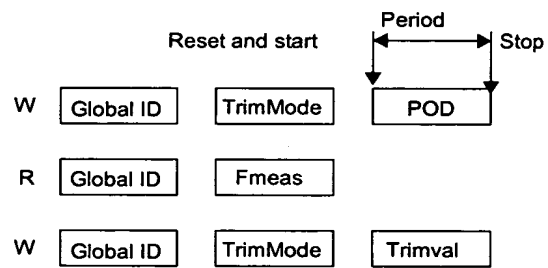 Period
Reset and start
Stop
W Global ID TrimMode POD
R Global ID Fmeas
W Global ID TrimMode Trimval